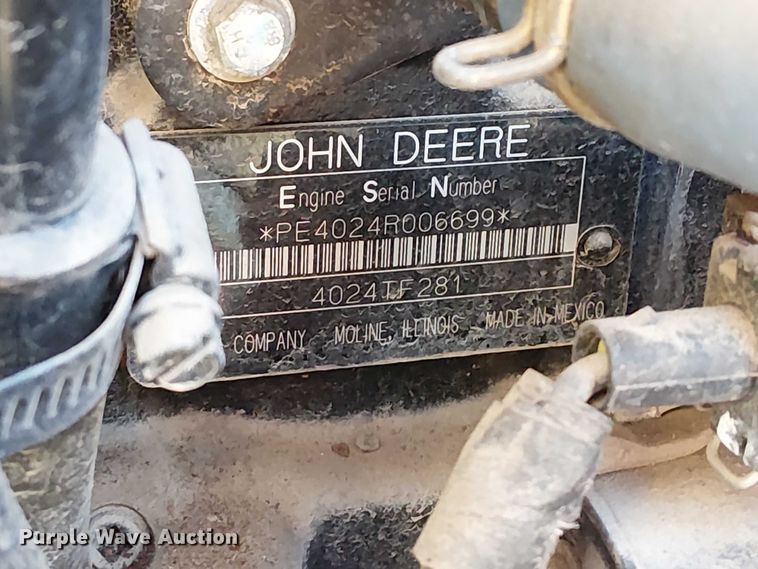 JOHN DEERE
Engine Serial Number
*PE4024R006699*
4024TF281
COMPANY MOLINE, ILLINOIS MADE IN MEXICO
Purple Wave Auction